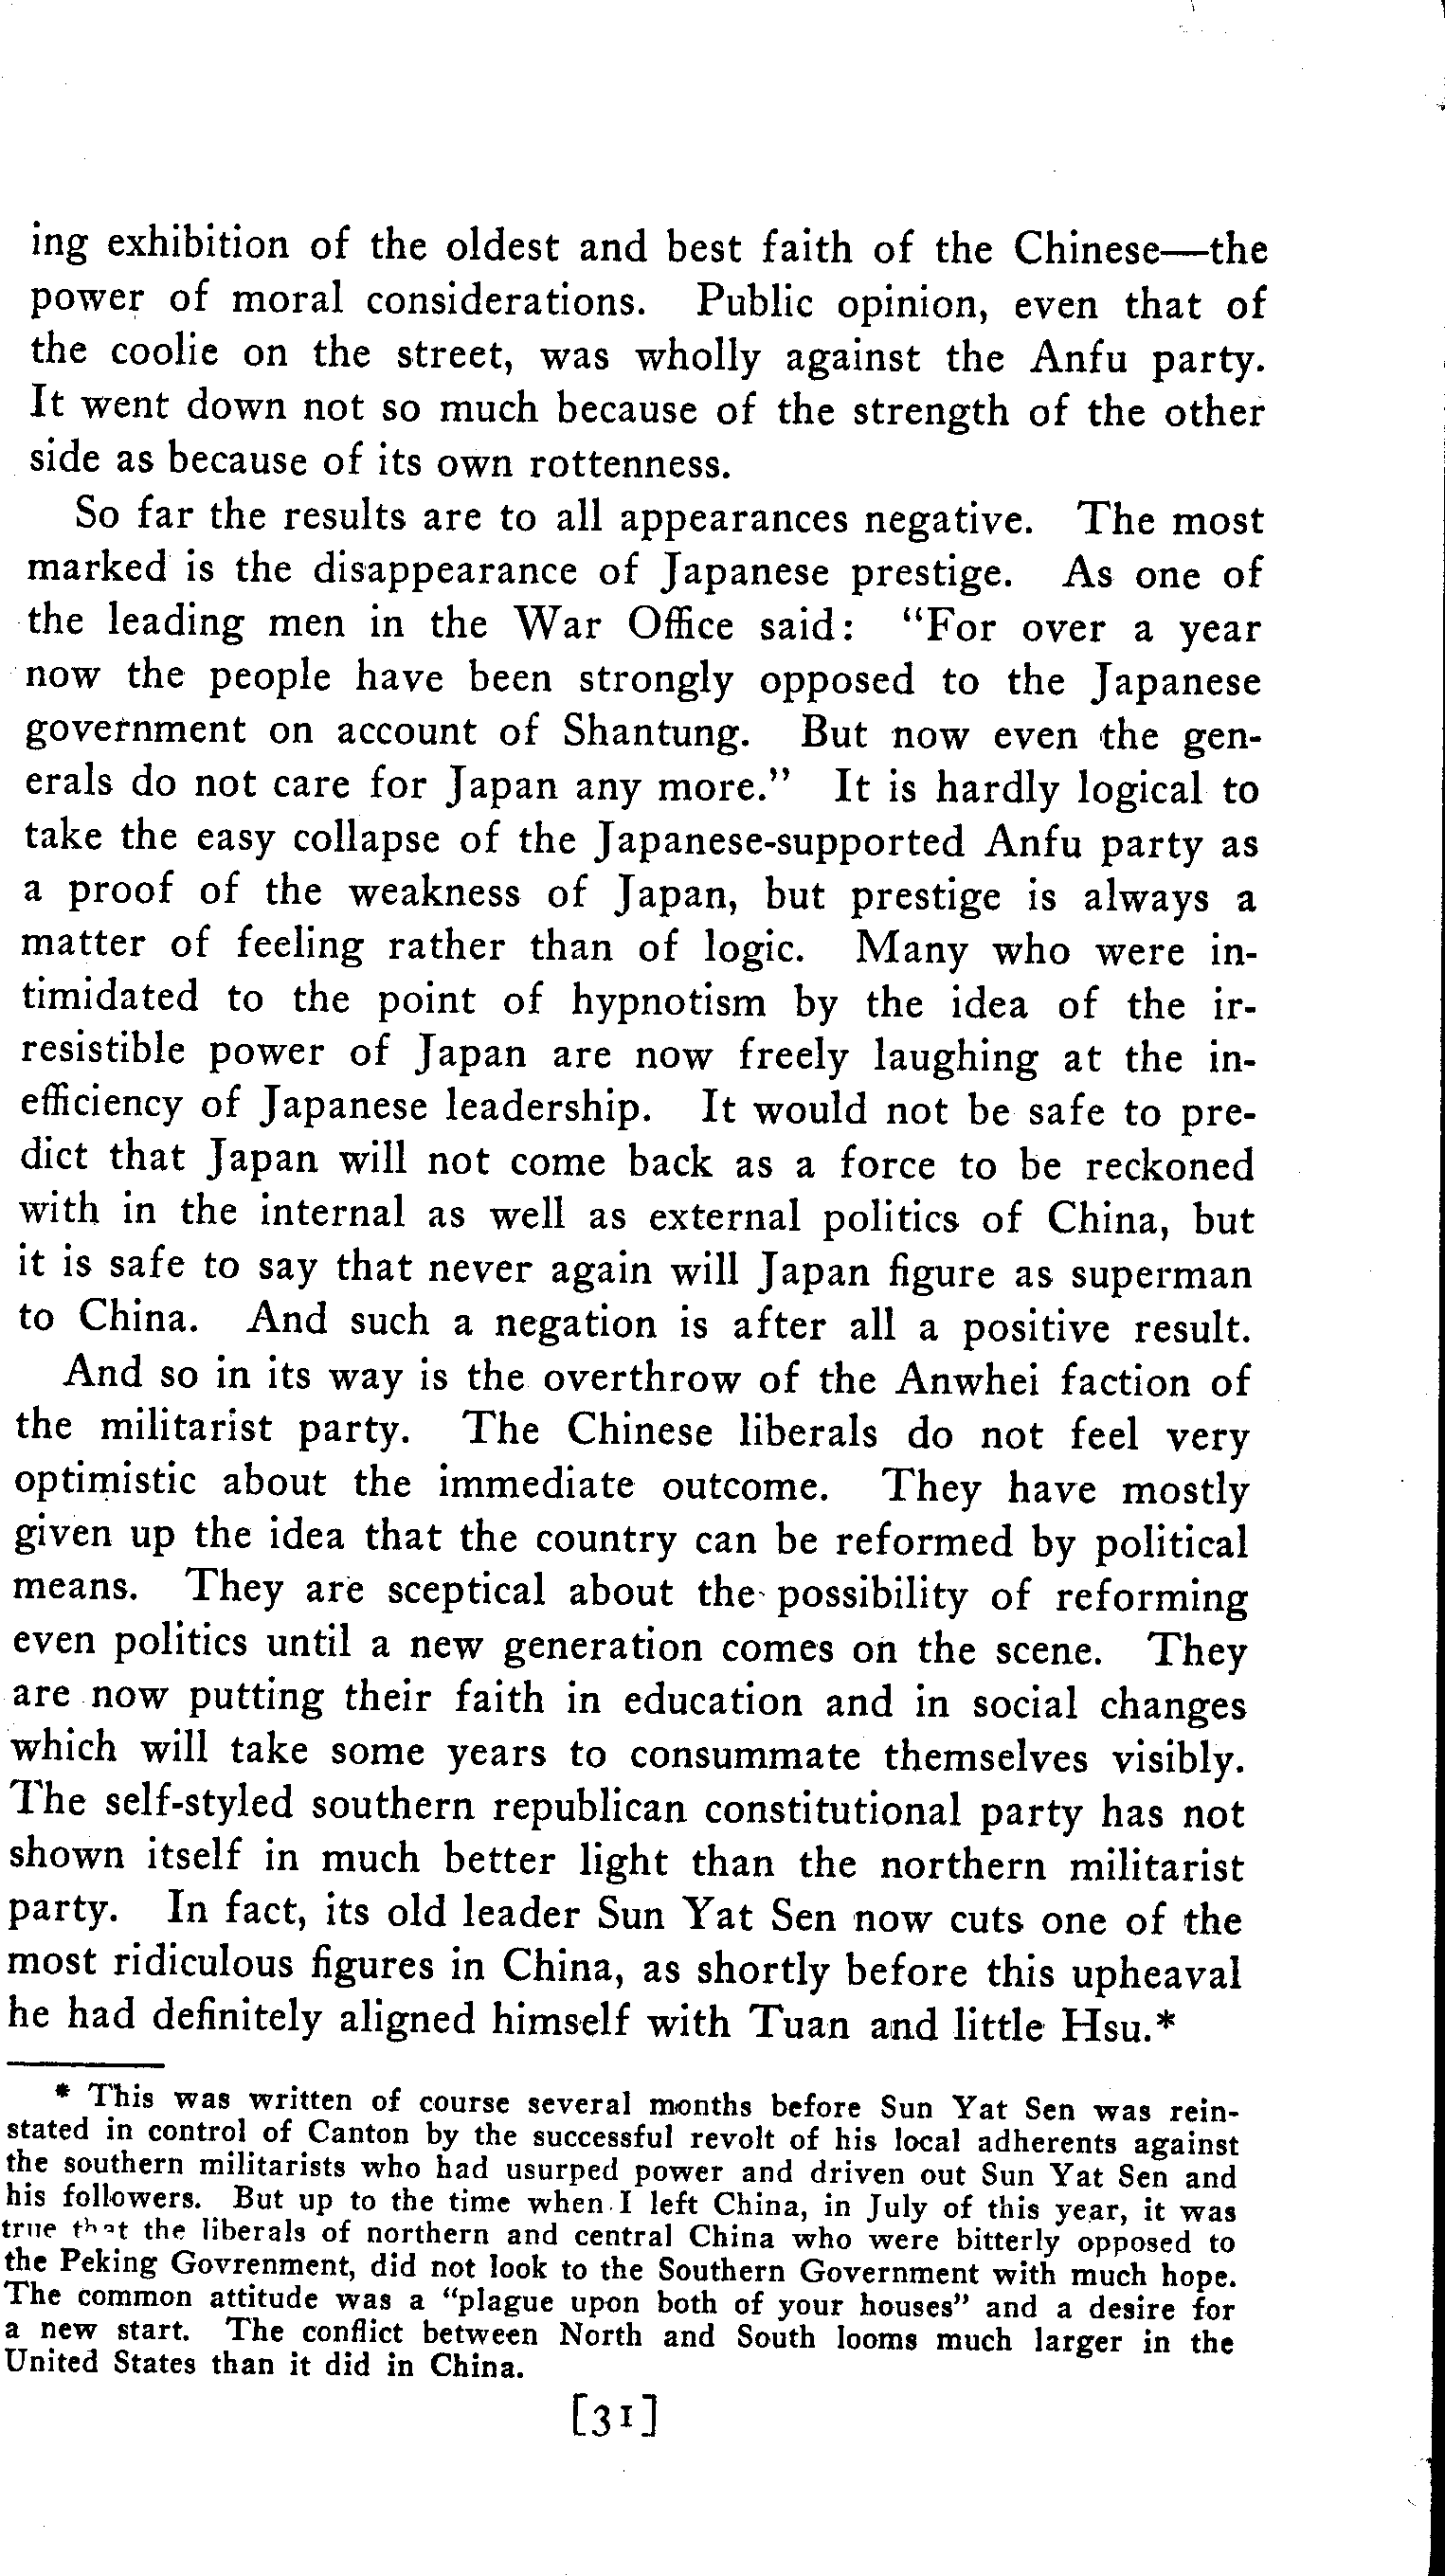 ing exhibition of the oldest and best faith of the Chinese—the
power of moral considerations. Public opinion, even that of
the coolie on the street, was wholly against the Anfu party.
It went down not so much because of the strength of the other
side as because of its own rottenness.
So far the results are to all appearances negative. The most
marked is the disappearance of Japanese prestige. As one of
the leading men in the War Office said: "For over a year
now the people have been strongly opposed to the Japanese
government on account of Shantung. But now even the gen-
erals do not care for Japan any more." It is hardly logical to
take the easy collapse of the Japanese-supported Anfu party as
a proof of the weakness of Japan, but prestige is always a
matter of feeling rather than of logic. Many who were in-
timidated to the point of hypnotism by the idea of the ir-
resistible power of Japan are now freely laughing at the in-
efficiency of Japanese leadership. It would not be safe to pre-
dict that Japan will not come back as a force to be reckoned
with in the internal as well as external politics of China, but
it is safe to say that never again will Japan figure as superman
to China. And such a negation is after all a positive result.
And so in its way is the overthrow of the Anwhei faction of
the militarist party. The Chinese liberals do not feel very
optimistic about the immediate outcome. They have mostly
given up the idea that the country can be reformed by political
means. They are sceptical about the possibility of reforming
even politics until a new generation comes on the scene. They
are now putting their faith in education and in social changes
which will take some years to consummate themselves visibly.
The self-styled southern republican constitutional party has not
shown itself in much better light than the northern militarist
party. In fact, its old leader Sun Yat Sen now cuts one of the
most ridiculous figures in China, as shortly before this upheaval
he had definitely aligned himself with Tuan and little Hsu.*
* This was written of course several months before Sun Yat Sen was rein-
stated in control of Canton by the successful revolt of his local adherents against
the southern militarists who had usurped power and driven out Sun Yat Sen and
his followers. But up to the time when I left China, in July of this year, it was
true that the liberals of northern and central China who were bitterly opposed to
the Peking Govrenment, did not look to the Southern Government with much hope.
The common attitude was a "plague upon both of your houses" and a desire for
a new start. The conflict between North and South looms much larger in the
United States than it did in China.
[31]